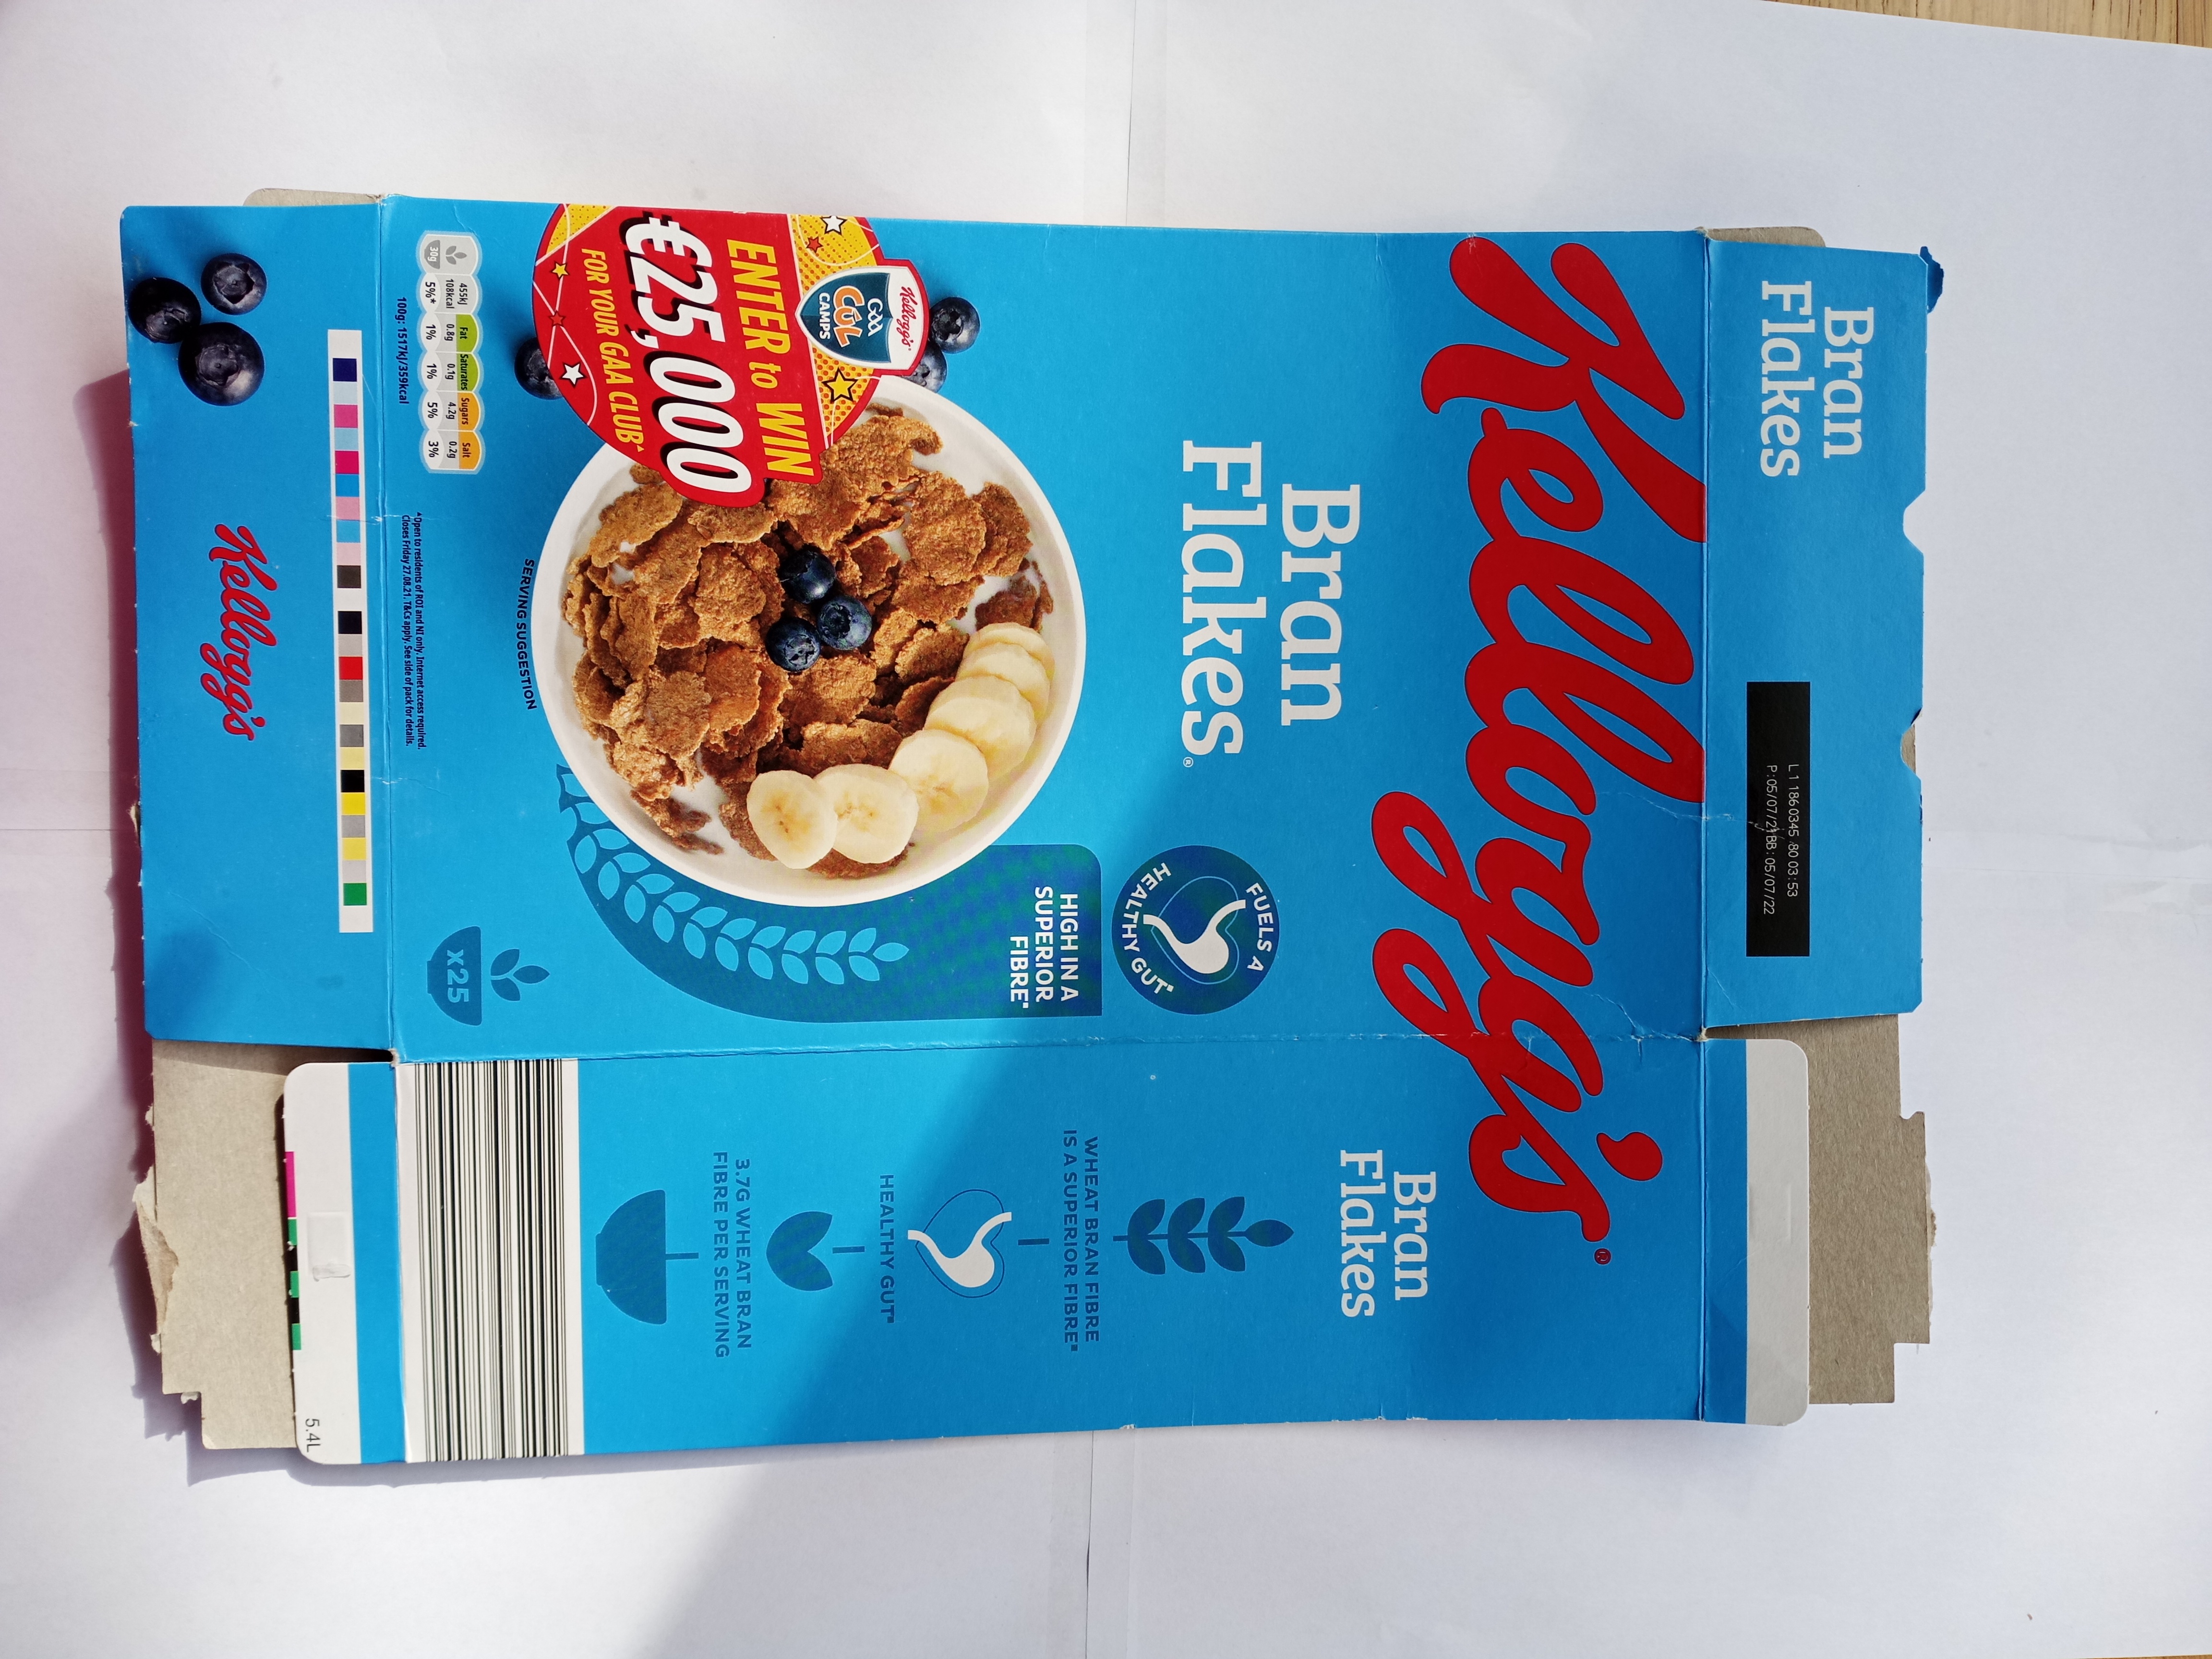 Bran
Flakes
L 1 186 0345 80 03:53
P:05/07/21BB:05/07/22
Kellogg's®
Bran
Flakes®
FUELS A
HEALTHY GUT■
HIGH IN A
SUPERIOR
FIBRE■
Kellogg's
GAA
CÚL
CAMPS
ENTER to WIN
€25,000
FOR YOUR GAA CLUB▲
SERVING SUGGESTION
x25
30g
455kJ
108kcal
5%*
Fat
0.8g
1%
Saturates
0.1g
1%
Sugars
4.2g
5%
Salt
0.2g
3%
100g: 1517kJ/359kcal
▲Open to residents of ROI and NI only. Internet access required.
Closes Friday 27.08.21. T&Cs apply. See side of pack for details.
Kellogg's
Bran
Flakes
WHEAT BRAN FIBRE
IS A SUPERIOR FIBRE■
HEALTHY GUT■
3.7G WHEAT BRAN
FIBRE PER SERVING
5.4L